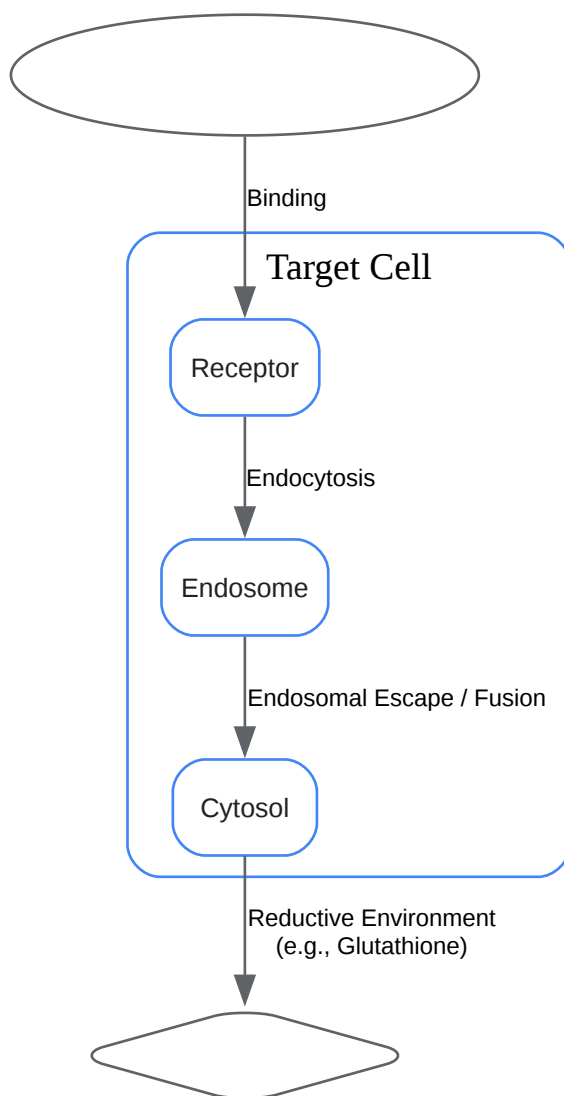 Binding
Target Cell
Receptor
Endocytosis
Endosome
Endosomal Escape / Fusion
Cytosol
Reductive Environment
(e.g., Glutathione)